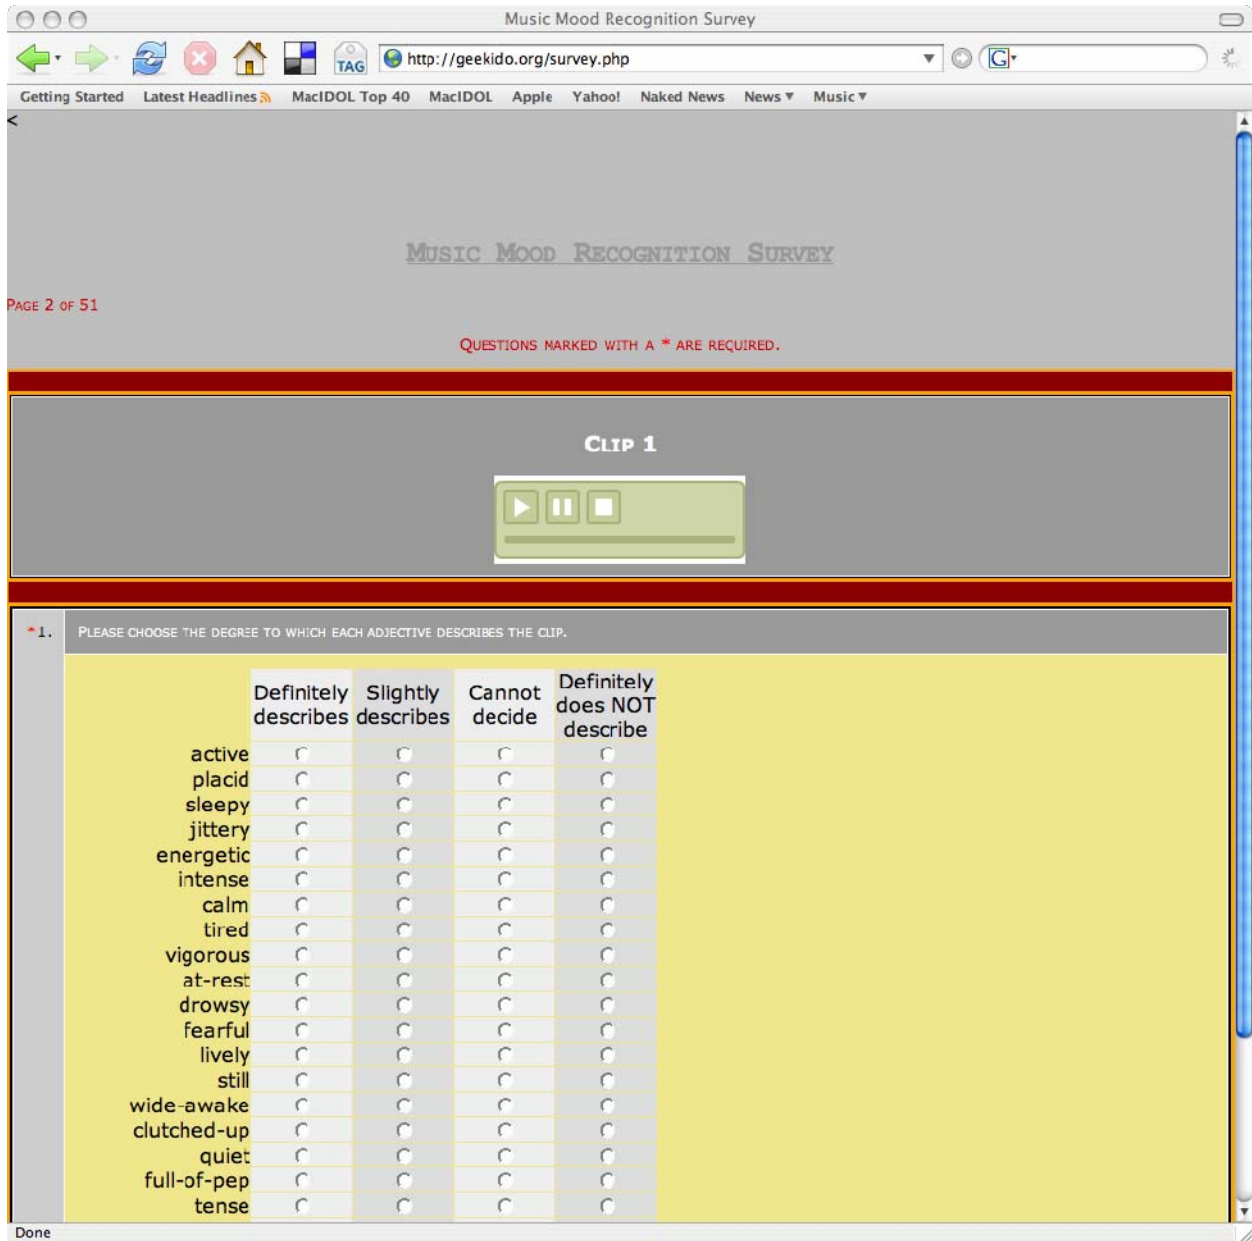 Music Mood Recognition Survey
TAG http://geekido.org/survey.php G
Getting Started Latest Headlines MacIDOL Top 40 MacIDOL Apple Yahoo! Naked News News Music
<
MUSIC MOOD RECOGNITION SURVEY
PAGE 2 OF 51
QUESTIONS MARKED WITH A * ARE REQUIRED.
CLIP 1
*1. PLEASE CHOOSE THE DEGREE TO WHICH EACH ADJECTIVE DESCRIBES THE CLIP.
Definitely describes Slightly describes Cannot decide Definitely does NOT describe
active
placid
sleepy
jittery
energetic
intense
calm
tired
vigorous
at-rest
drowsy
fearful
lively
still
wide-awake
clutched-up
quiet
full-of-pep
tense
Done